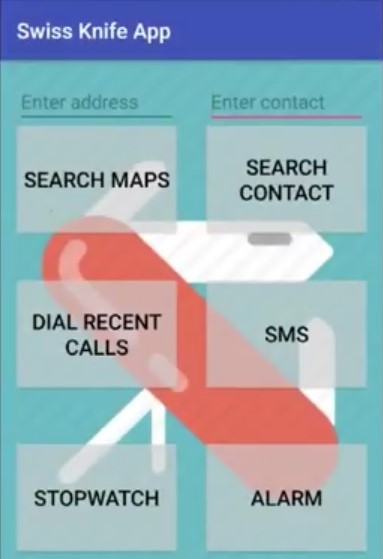 Swiss Knife App
Enter address
Enter contact
SEARCH MAPS
SEARCH
CONTACT
DIAL RECENT
CALLS
SMS
STOPWATCH
ALARM